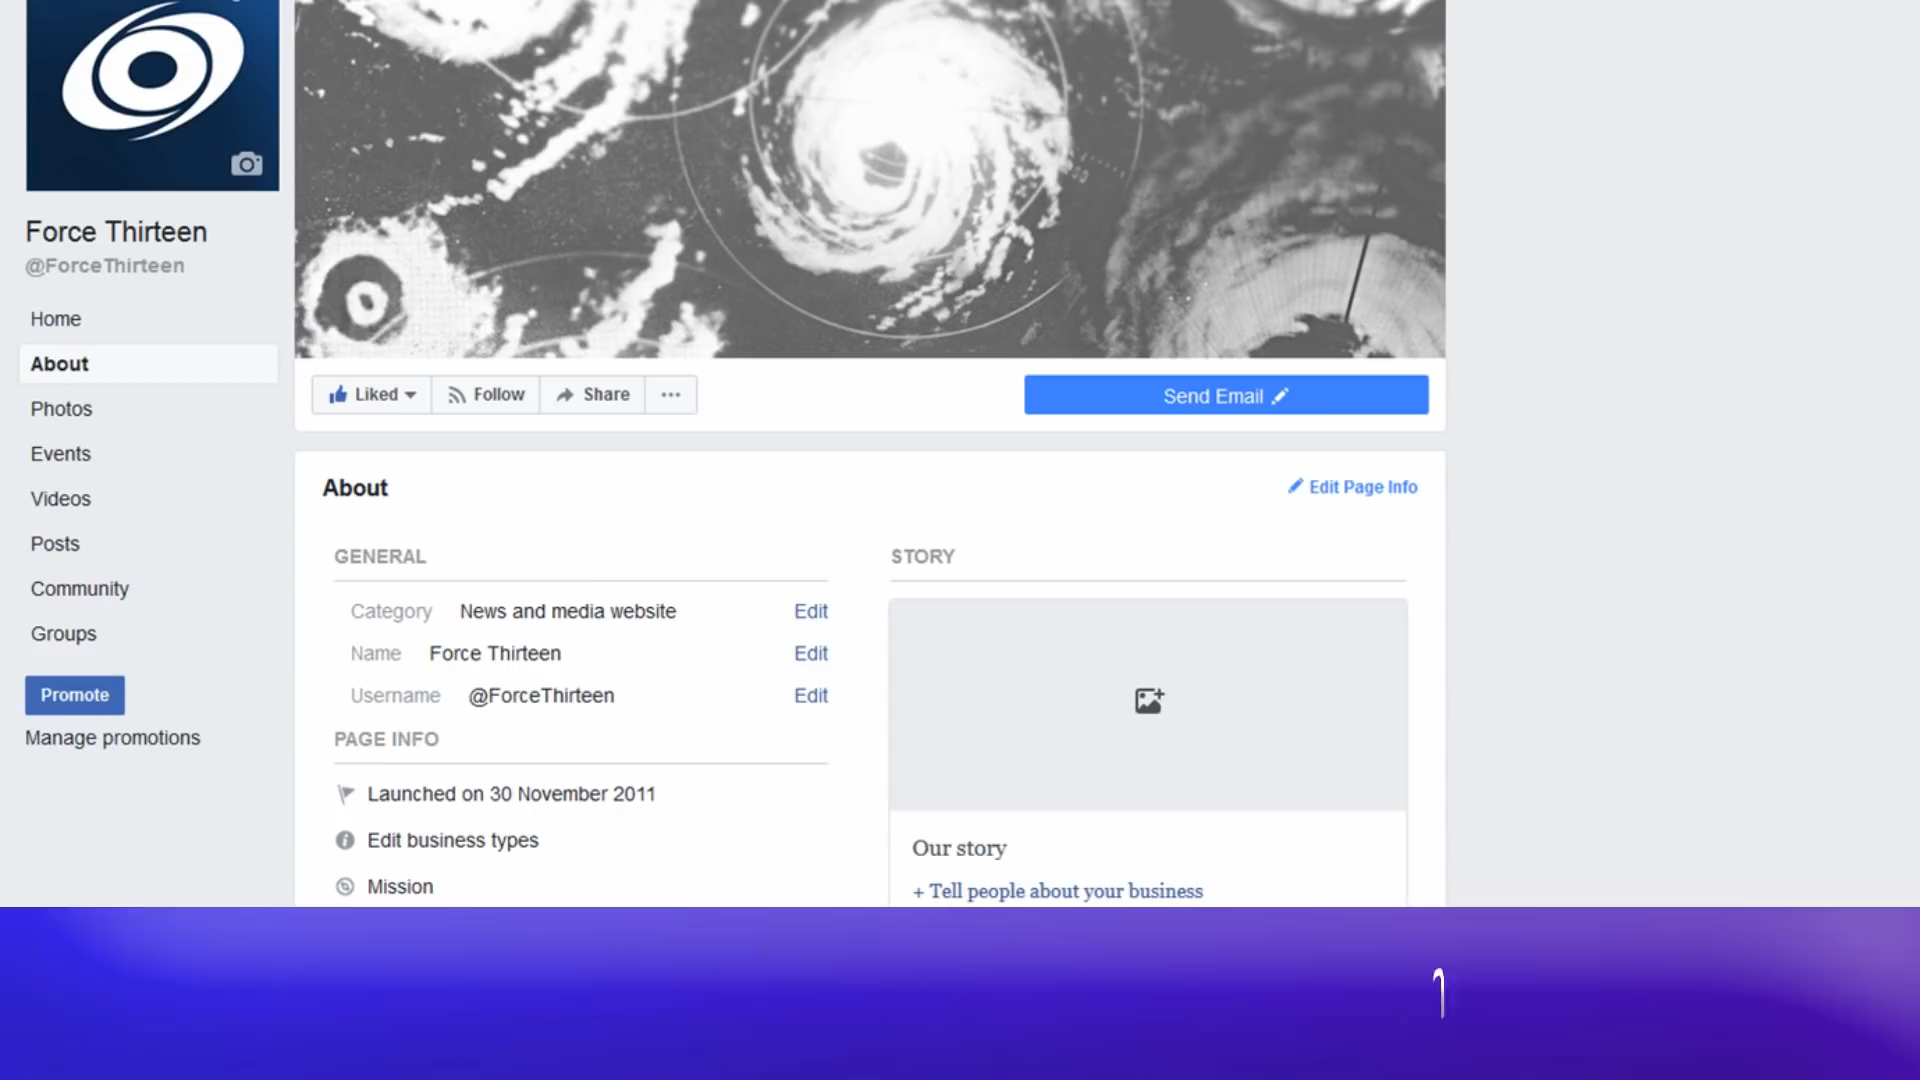 Force Thirteen
@ForceThirteen
Home
About
Photos
Events
Videos
Posts
Community
Groups
Promote
Manage promotions
Liked
Follow
Share
Send Email
About
Edit Page Info
GENERAL
Category News and media website Edit
Name Force Thirteen Edit
Username @ForceThirteen Edit
PAGE INFO
Launched on 30 November 2011
Edit business types
Mission
STORY
Our story
+ Tell people about your business